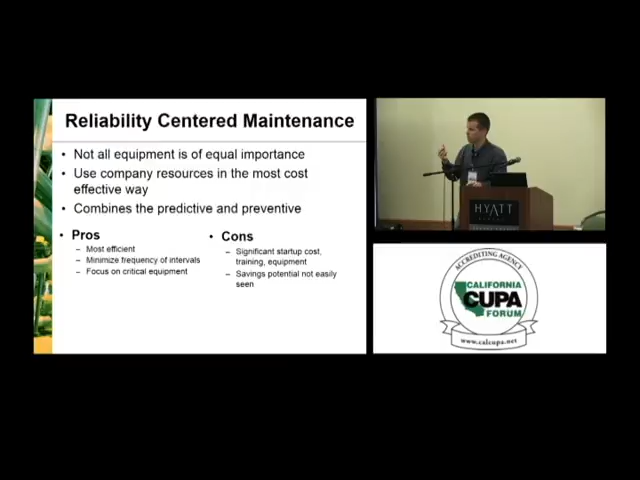 Reliability Centered Maintenance
• Not all equipment is of equal importance
• Use company resources in the most cost
effective way
• Combines the predictive and preventive
• Pros
– Most efficient
– Minimize frequency of intervals
– Focus on critical equipment
• Cons
– Significant startup cost,
training, equipment
– Savings potential not easily
seen
HYATT
ACCREDITING AGENCY
CALIFORNIA
CUPA
FORUM
www.calcupa.net